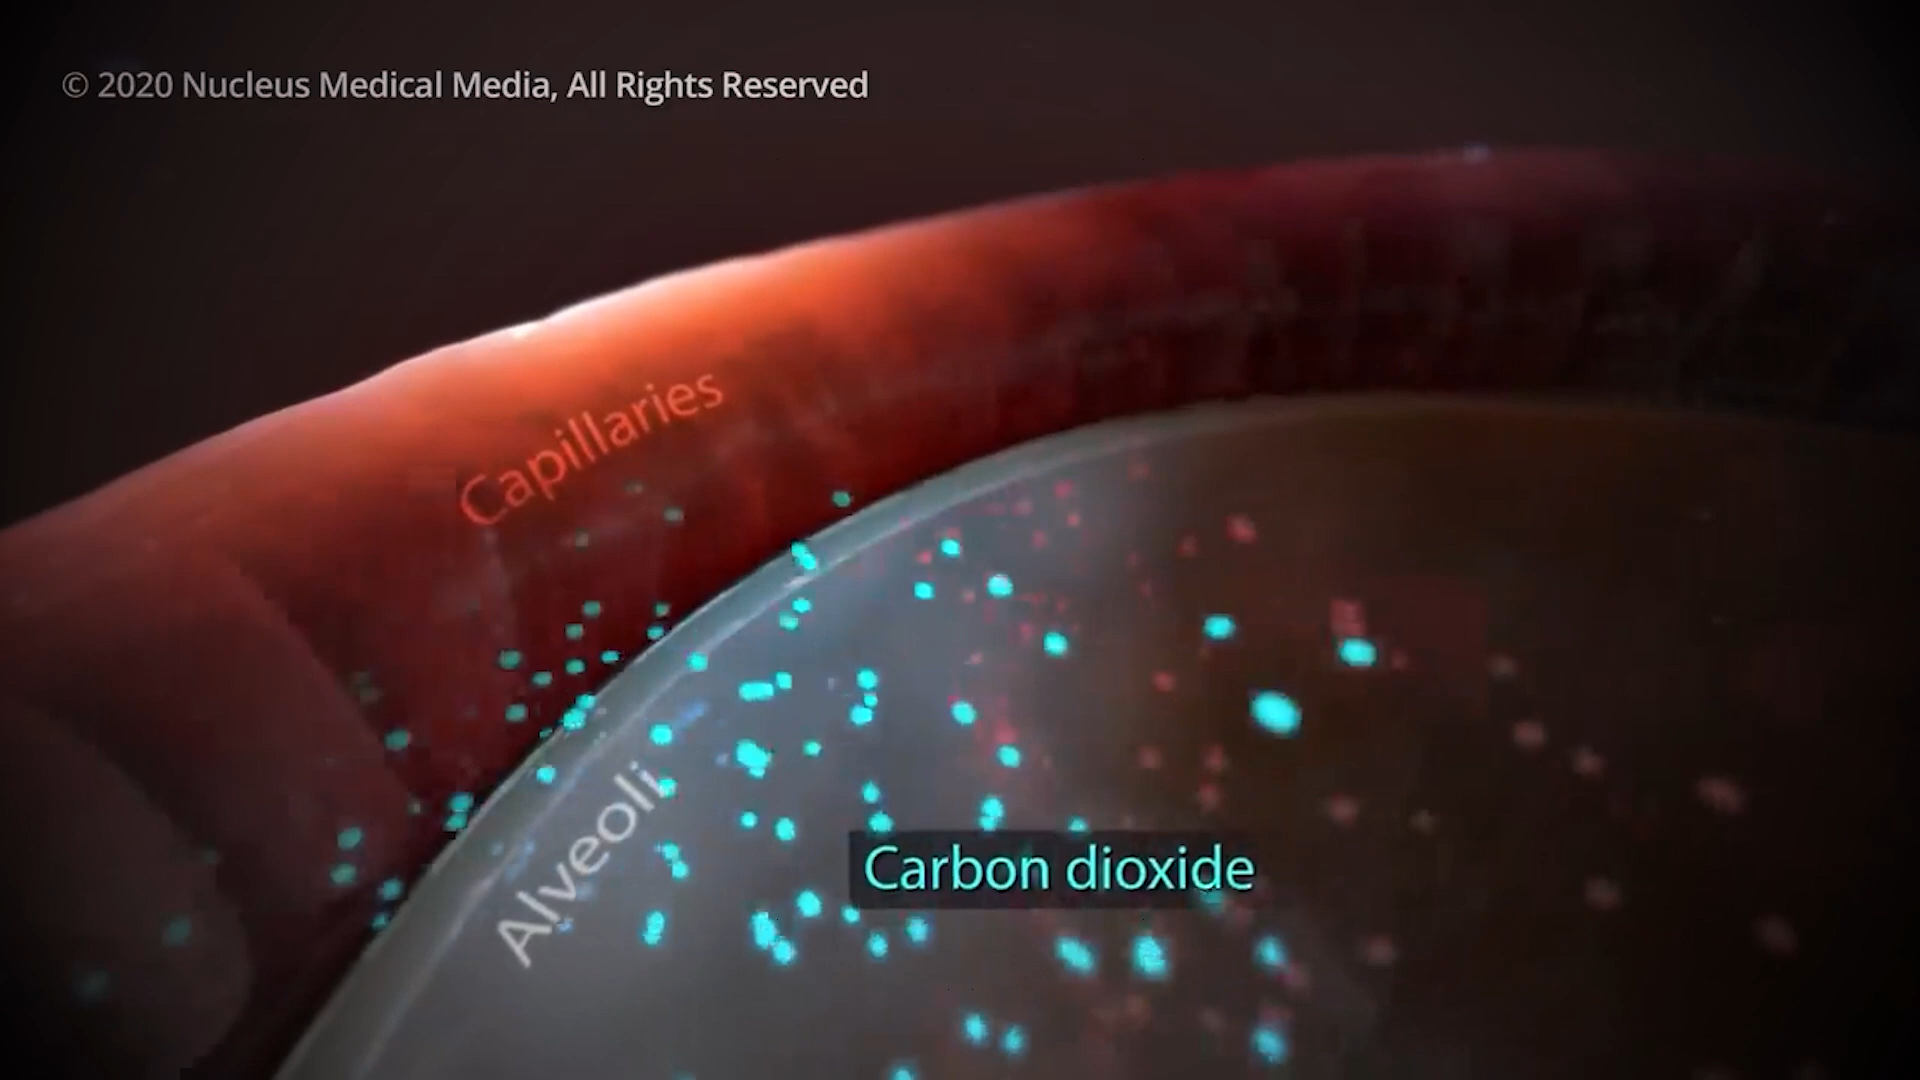 © 2020 Nucleus Medical Media, All Rights Reserved
Capillaries
Alveoli
Carbon dioxide